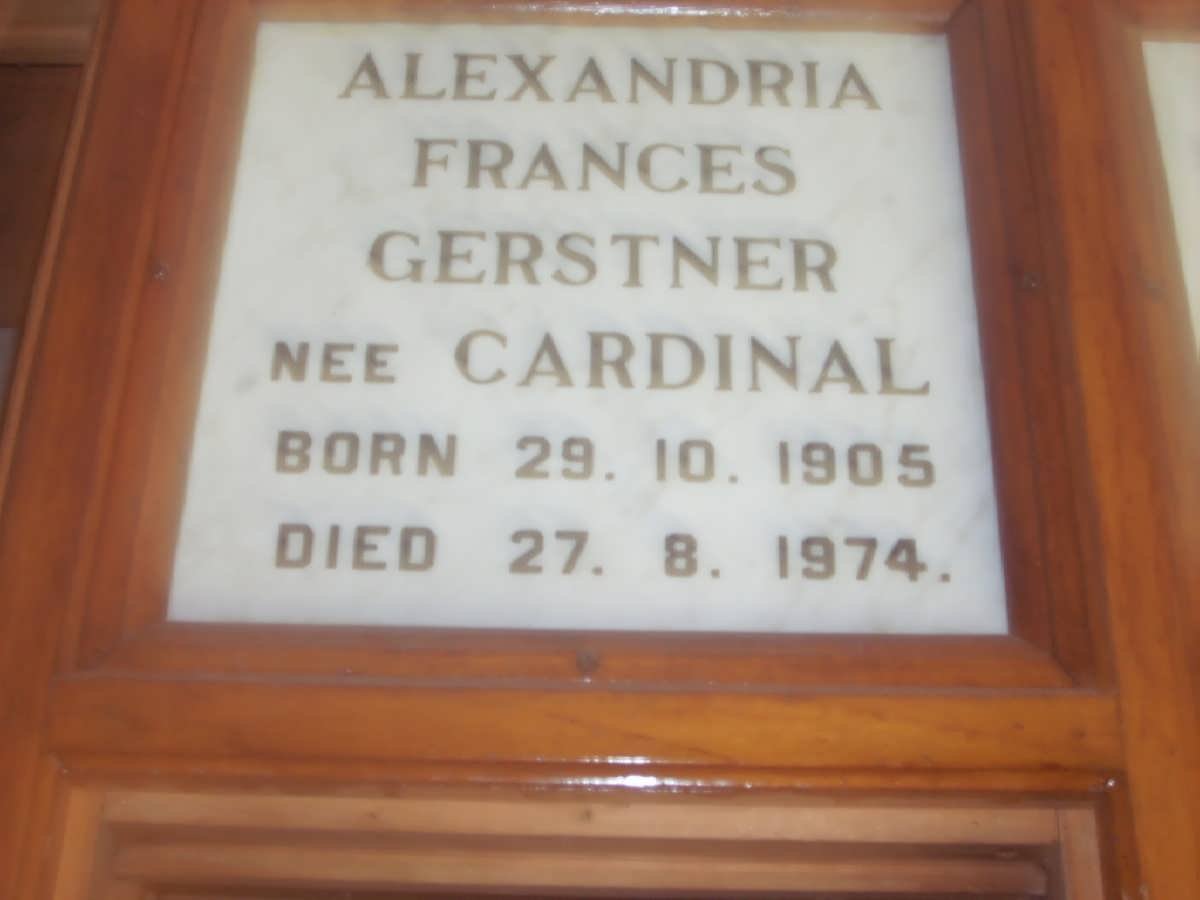 ALEXANDRIA
FRANCES
GERSTNER
NEE CARDINAL
BORN 29. 10. 1905
DIED 27. 8. 1974.